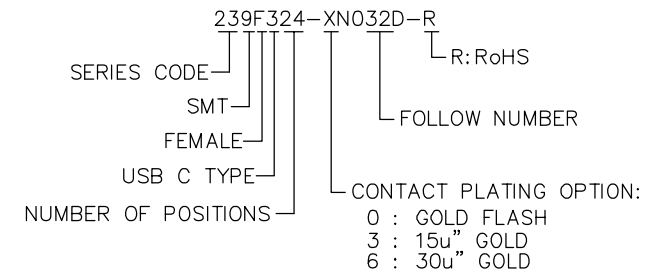 239F324-XN032D-R
R:RoHS
SERIES CODE
SMT
FOLLOW NUMBER
FEMALE
USB C TYPE
CONTACT PLATING OPTION:
NUMBER OF POSITIONS
0 : GOLD FLASH
3 : 15u" GOLD
6 : 30u" GOLD